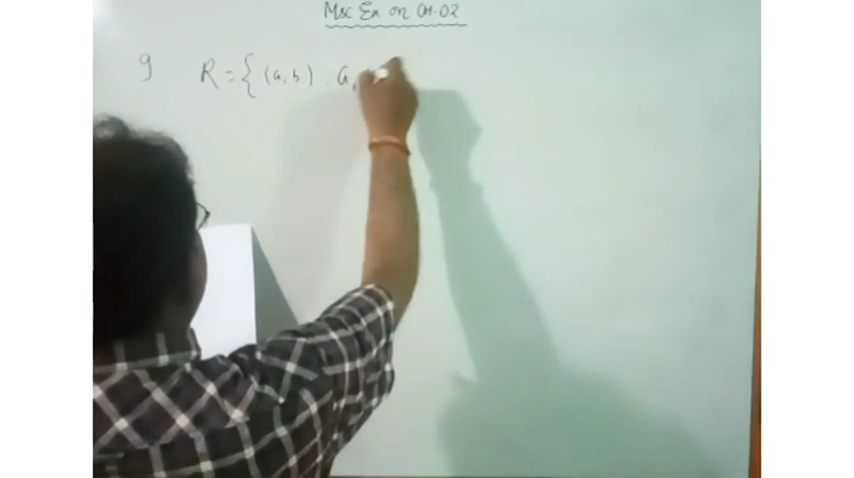 Misc Ex on CH-02
9 R = { (a, b) : a,